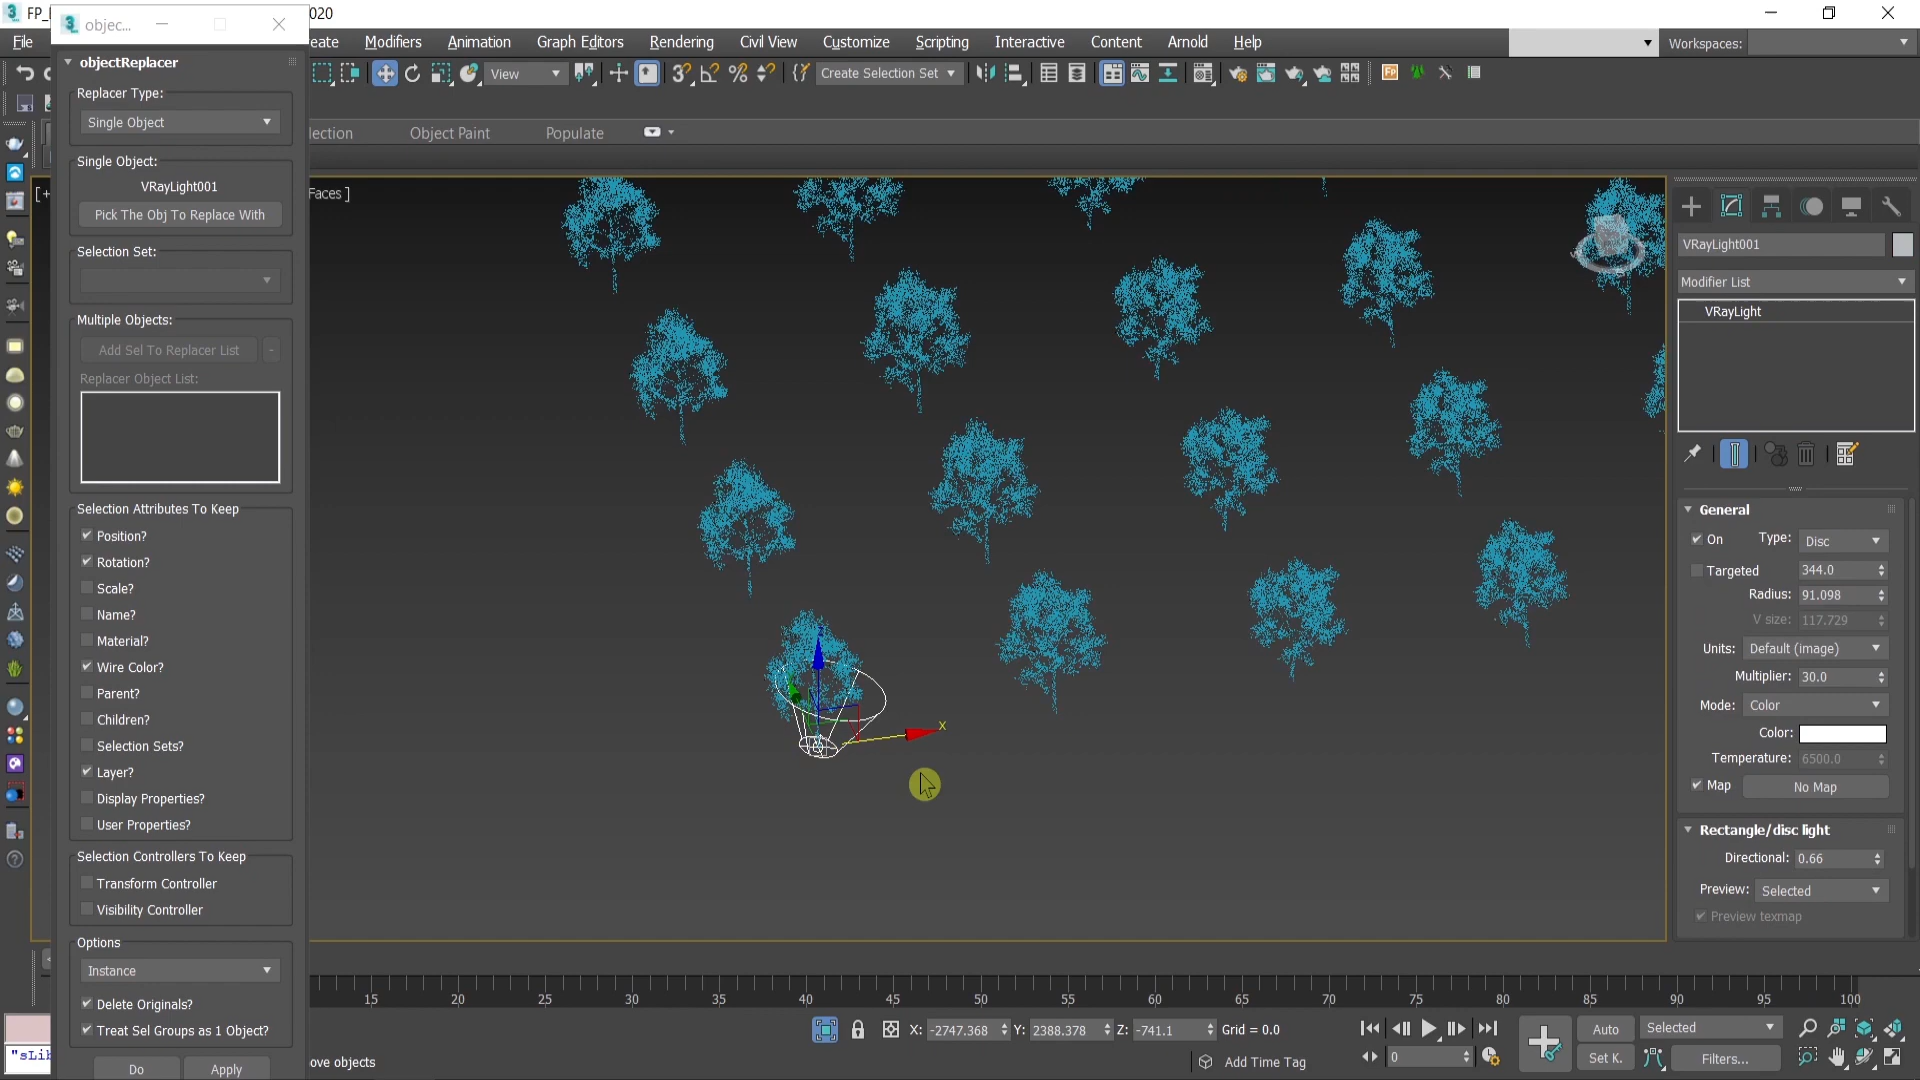 FP_
2020
objec...
File
eate
Modifiers
Animation
Graph Editors
Rendering
Civil View
Customize
Scripting
Interactive
Content
Arnold
Help
Workspaces:
View
Create Selection Set
lection
Object Paint
Populate
objectReplacer
Replacer Type:
Single Object
Single Object:
VRayLight001
Pick The Obj To Replace With
Selection Set:
Multiple Objects:
Add Sel To Replacer List
-
Replacer Object List:
Selection Attributes To Keep
Position?
Rotation?
Scale?
Name?
Material?
Wire Color?
Parent?
Children?
Selection Sets?
Layer?
Display Properties?
User Properties?
Selection Controllers To Keep
Transform Controller
Visibility Controller
Options
Instance
Delete Originals?
Treat Sel Groups as 1 Object?
Do
Apply
[+
Faces ]
x
VRayLight001
Modifier List
VRayLight
General
On
Type:
Disc
Targeted
344.0
Radius:
91.098
V size:
117.729
Units:
Default (image)
Multiplier:
30.0
Mode:
Color
Color:
Temperature:
6500.0
Map
No Map
Rectangle/disc light
Directional:
0.66
Preview:
Selected
Preview texmap
15 20 25 30 35 40 45 50 55 60 65 70 75 80 85 90 95 100
X: -2747.368
Y: 2388.378
Z: -741.1
Grid = 0.0
Auto
Selected
"sLib
ove objects
Add Time Tag
0
Set K.
Filters...